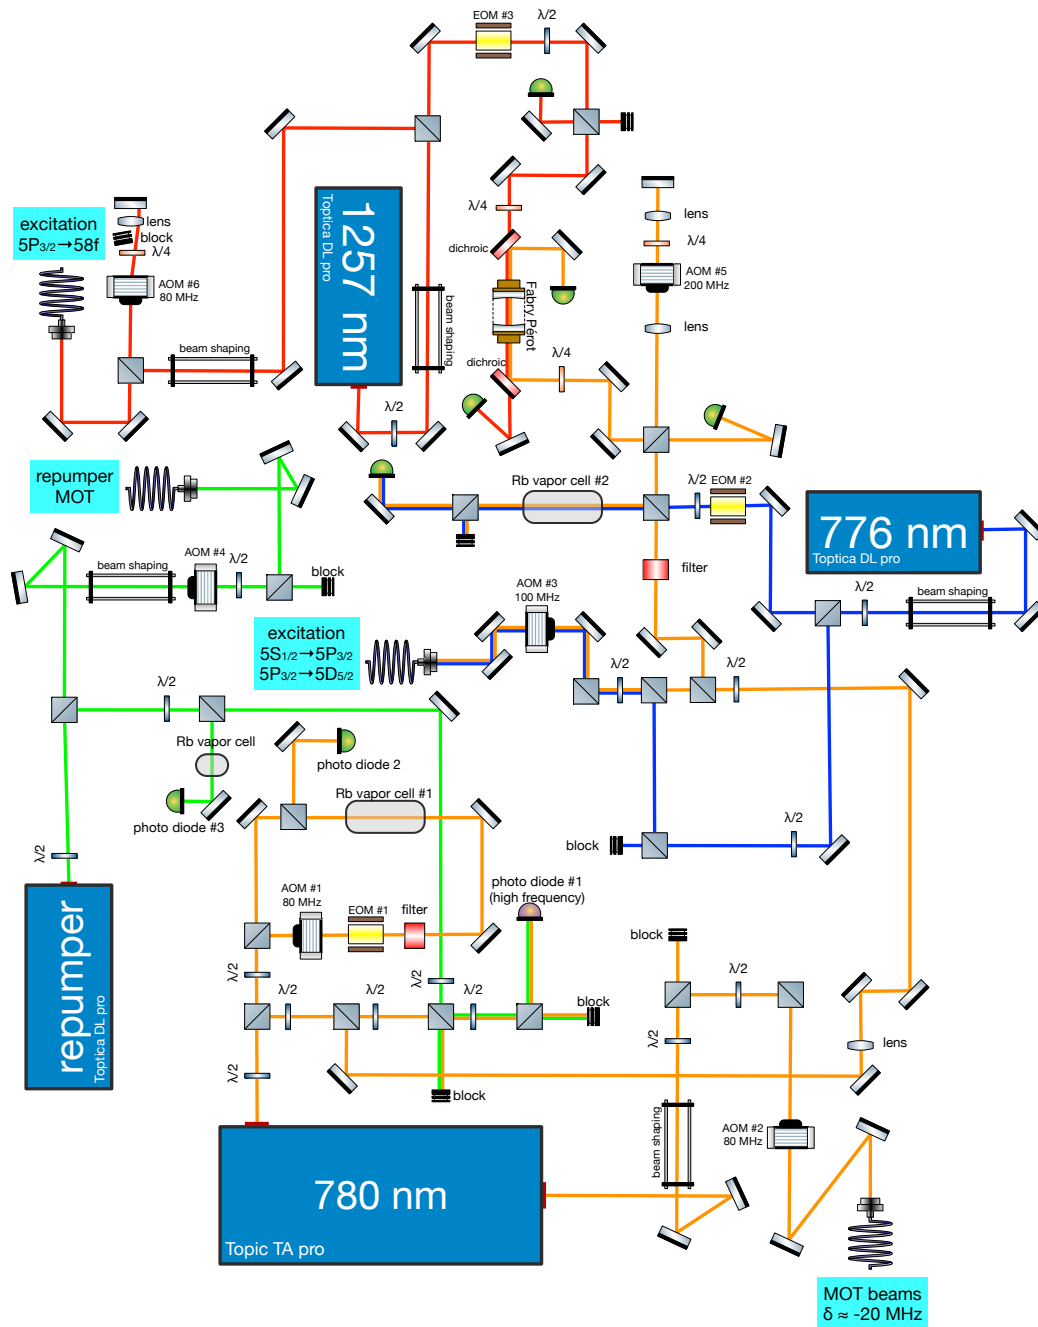 EOM #3
λ/2
λ/4
lens
excitation
5P3/2→58f
lens
block
λ/4
λ/4
dichroic
AOM #6
80 MHz
1257 nm
Toptica DL pro
beam shaping
Fabry Pérot
AOM #5
200 MHz
lens
beam shaping
dichroic
λ/4
λ/2
repumper
MOT
Rb vapor cell #2
λ/2
EOM #2
776 nm
Toptica DL pro
AOM #4
λ/2
beam shaping
block
filter
AOM #3
100 MHz
λ/2
beam shaping
excitation
5S1/2→5P3/2
5P3/2→5D5/2
λ/2
λ/2
λ/2
Rb vapor cell
photo diode 2
Rb vapor cell #1
photo diode #3
λ/2
block
λ/2
repumper
Toptica DL pro
AOM #1
80 MHz
EOM #1
filter
photo diode #1
(high frequency)
block
λ/2
λ/2
λ/2
λ/2
λ/2
λ/2
block
λ/2
lens
λ/2
block
beam shaping
AOM #2
80 MHz
780 nm
Topic TA pro
MOT beams
δ ≈ -20 MHz